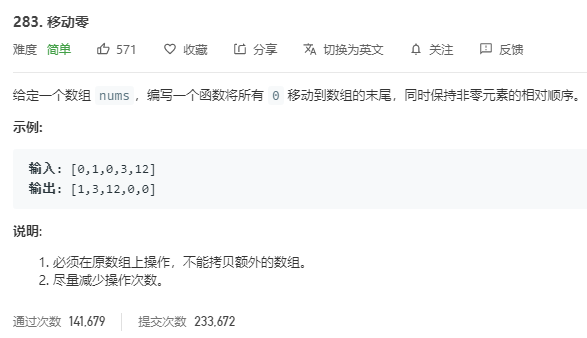 283. 移动零
难度 简单 571 收藏 分享 切换为英文 关注 反馈
给定一个数组 nums，编写一个函数将所有 0 移动到数组的末尾，同时保持非零元素的相对顺序。
示例:
输入: [0,1,0,3,12]
输出: [1,3,12,0,0]
说明:
1. 必须在原数组上操作，不能拷贝额外的数组。
2. 尽量减少操作次数。
通过次数 141,679 提交次数 233,672